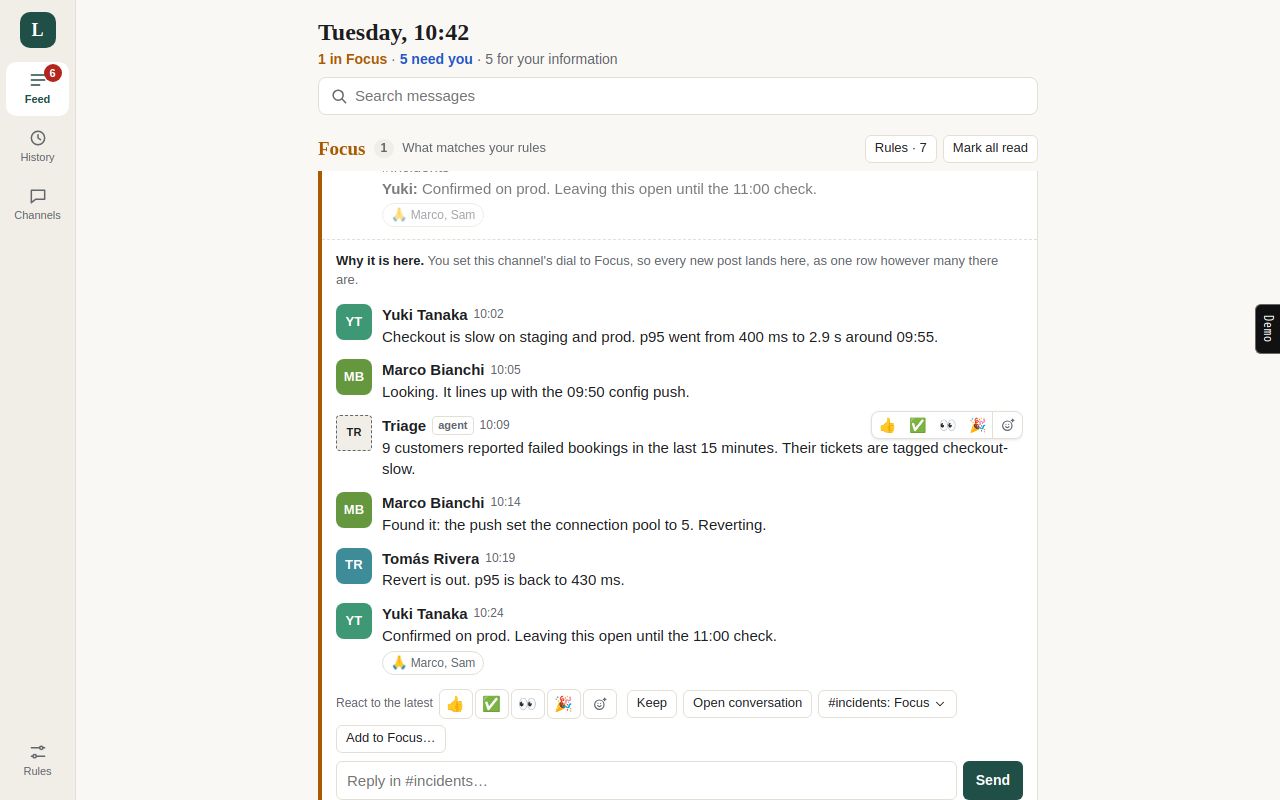 L
Tuesday, 10:42
1 in Focus · 5 need you · 5 for your information
Search messages
6
Feed
History
Channels
Rules
Focus 1 What matches your rules
Rules · 7
Mark all read
Yuki: Confirmed on prod. Leaving this open until the 11:00 check.
🙏 Marco, Sam
Why it is here. You set this channel's dial to Focus, so every new post lands here, as one row however many there
are.
YT
Yuki Tanaka 10:02
Checkout is slow on staging and prod. p95 went from 400 ms to 2.9 s around 09:55.
MB
Marco Bianchi 10:05
Looking. It lines up with the 09:50 config push.
TR
Triage agent 10:09
9 customers reported failed bookings in the last 15 minutes. Their tickets are tagged checkout-
slow.
MB
Marco Bianchi 10:14
Found it: the push set the connection pool to 5. Reverting.
TR
Tomás Rivera 10:19
Revert is out. p95 is back to 430 ms.
YT
Yuki Tanaka 10:24
Confirmed on prod. Leaving this open until the 11:00 check.
🙏 Marco, Sam
React to the latest
Keep
Open conversation
#incidents: Focus
Add to Focus…
Reply in #incidents…
Send
Demo